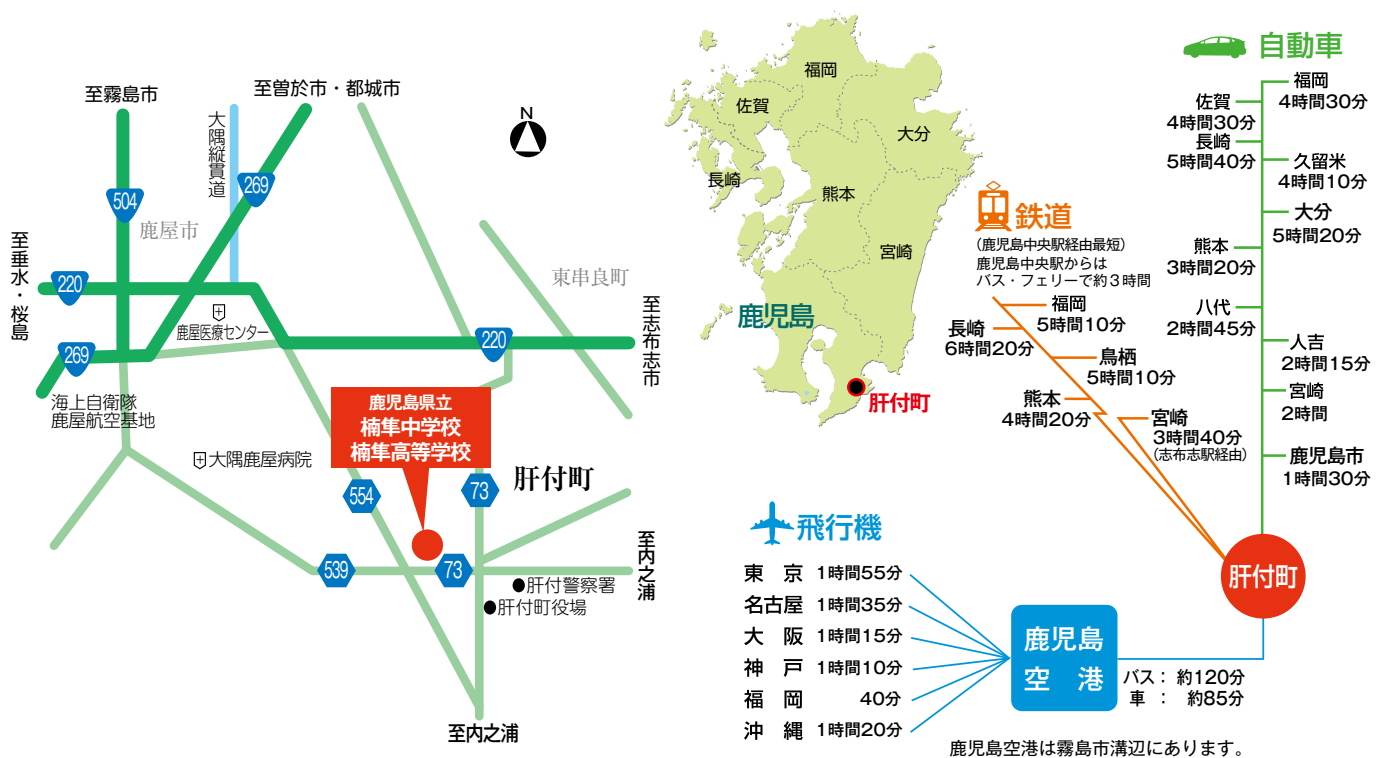 至霧島市
至曽於市・都城市
大隅縦貫道
N
504
269
鹿屋市
至垂水・桜島
220
東串良町
鹿屋医療センター
至志布志市
220
269
海上自衛隊
鹿屋航空基地
鹿児島県立
楠隼中学校
楠隼高等学校
大隅鹿屋病院
肝付町
554
73
539
73
至内之浦
肝付警察署
肝付町役場
至内之浦
福岡
佐賀
大分
長崎
熊本
宮崎
鹿児島
肝付町
自動車
福岡
4時間30分
佐賀
4時間30分
長崎
5時間40分
久留米
4時間10分
大分
5時間20分
熊本
3時間20分
八代
2時間45分
人吉
2時間15分
宮崎
2時間
鹿児島市
1時間30分
鉄道
(鹿児島中央駅経由最短)
鹿児島中央駅からは
バス・フェリーで約3時間
福岡
5時間10分
長崎
6時間20分
鳥栖
5時間10分
熊本
4時間20分
宮崎
3時間40分
(志布志駅経由)
肝付町
飛行機
東 京 1時間55分
名古屋 1時間35分
大 阪 1時間15分
神 戸 1時間10分
福 岡 40分
沖 縄 1時間20分
鹿児島
空 港
バス: 約120分
車 : 約85分
鹿児島空港は霧島市溝辺にあります。